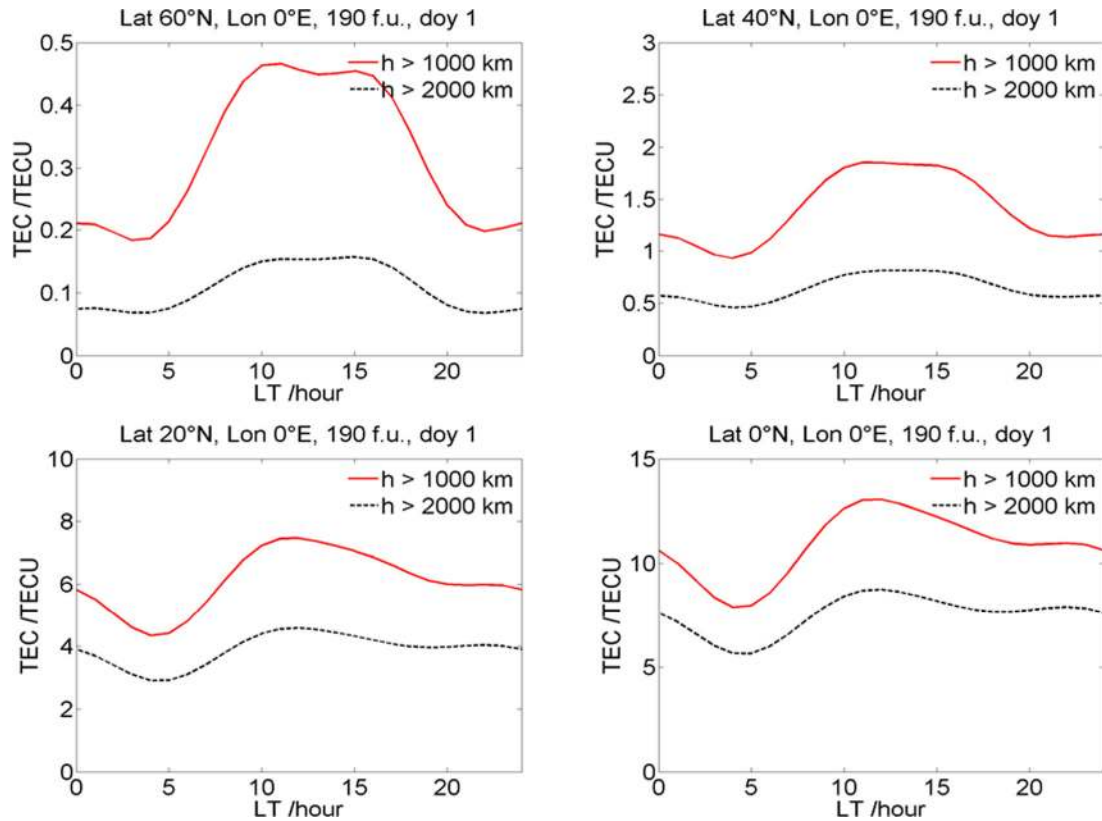 Lat 60°N, Lon 0°E, 190 f.u., doy 1
0.5
0.4
0.3
0.2
0.1
0
TEC /TECU
h > 1000 km
h > 2000 km
0 5 10 15 20
LT /hour
Lat 40°N, Lon 0°E, 190 f.u., doy 1
3
2.5
2
1.5
1
0.5
0
TEC /TECU
h > 1000 km
h > 2000 km
0 5 10 15 20
LT /hour
Lat 20°N, Lon 0°E, 190 f.u., doy 1
10
8
6
4
2
0
TEC /TECU
h > 1000 km
h > 2000 km
0 5 10 15 20
LT /hour
Lat 0°N, Lon 0°E, 190 f.u., doy 1
15
10
5
0
TEC /TECU
h > 1000 km
h > 2000 km
0 5 10 15 20
LT /hour